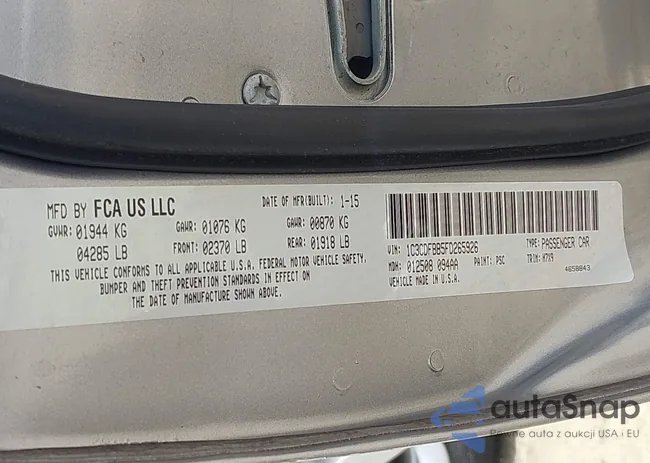 MFD BY FCA US LLC
DATE OF MFR(BUILT): 1-15
GVWR: 01944 KG GAWR: 01076 KG GAWR: 00870 KG
04285 LB FRONT: 02370 LB REAR: 01918 LB
THIS VEHICLE CONFORMS TO ALL APPLICABLE U.S.A. FEDERAL MOTOR VEHICLE SAFETY,
BUMPER AND THEFT PREVENTION STANDARDS IN EFFECT ON
THE DATE OF MANUFACTURE SHOWN ABOVE.
VIN: 1C3CDFBB5FD265926 TYPE: PASSENGER CAR
MDH: 012508 094AA PAINT: PSC TRIM: H7X9
VEHICLE MADE IN U.S.A. 4658843
autaSnap
Pewne auta z aukcji USA i EU